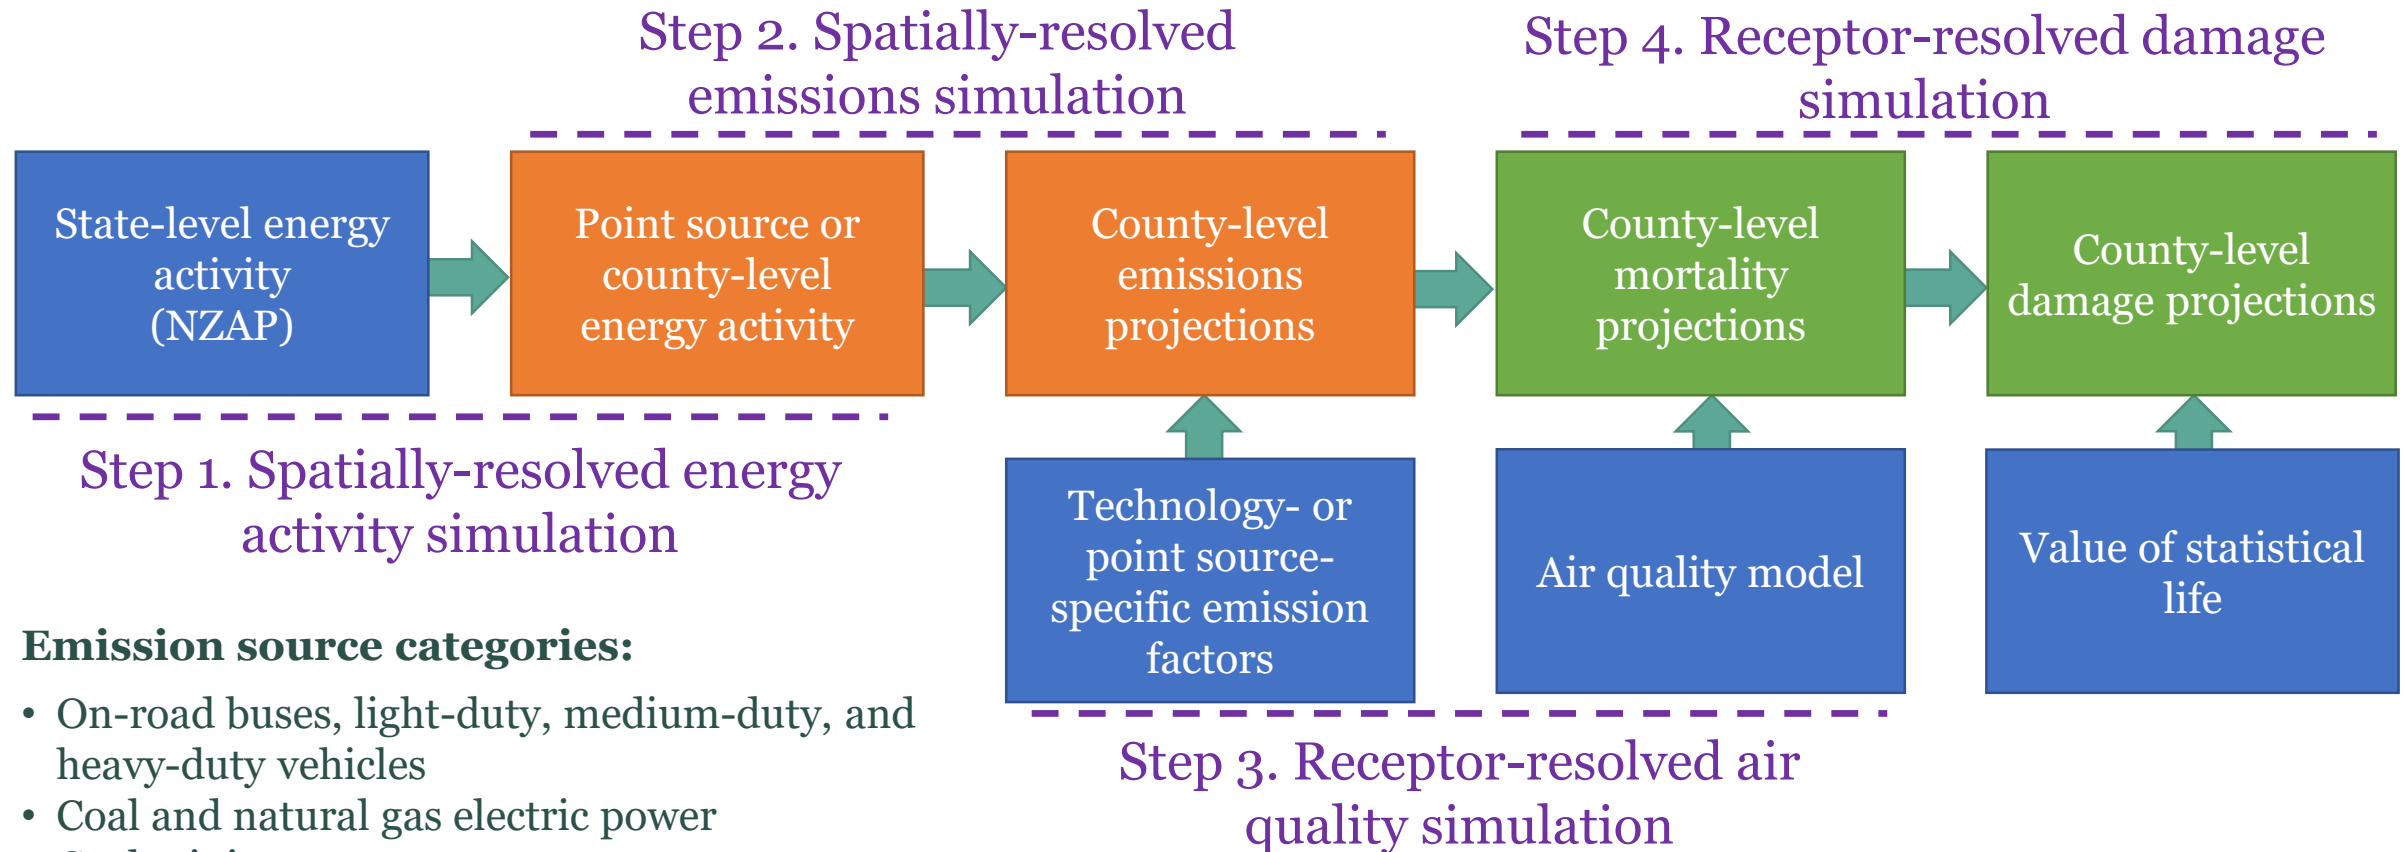 Step 2. Spatially-resolved
emissions simulation
Step 4. Receptor-resolved damage
simulation
State-level energy
activity
(NZAP)
Point source or
county-level
energy activity
County-level
emissions
projections
County-level
mortality
projections
County-level
damage projections
Step 1. Spatially-resolved energy
activity simulation
Technology- or
point source-
specific emission
factors
Air quality model
Value of statistical
life
Step 3. Receptor-resolved air
quality simulation
Emission source categories:
• On-road buses, light-duty, medium-duty, and
heavy-duty vehicles
• Coal and natural gas electric power